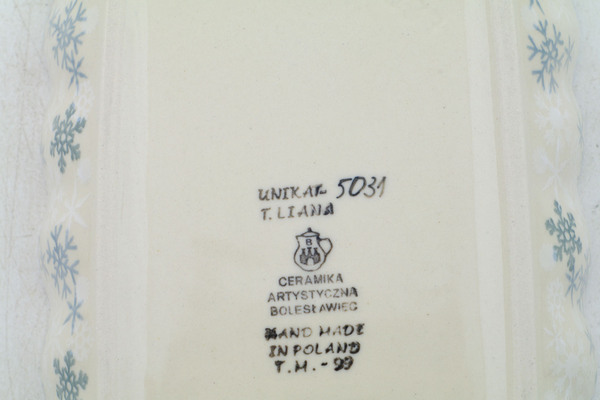 UNIKAT 5031
T. LIANA
B
CERAMIKA
ARTYSTYCZNA
BOLESŁAWIEC
HAND MADE
IN POLAND
T.M. - 99